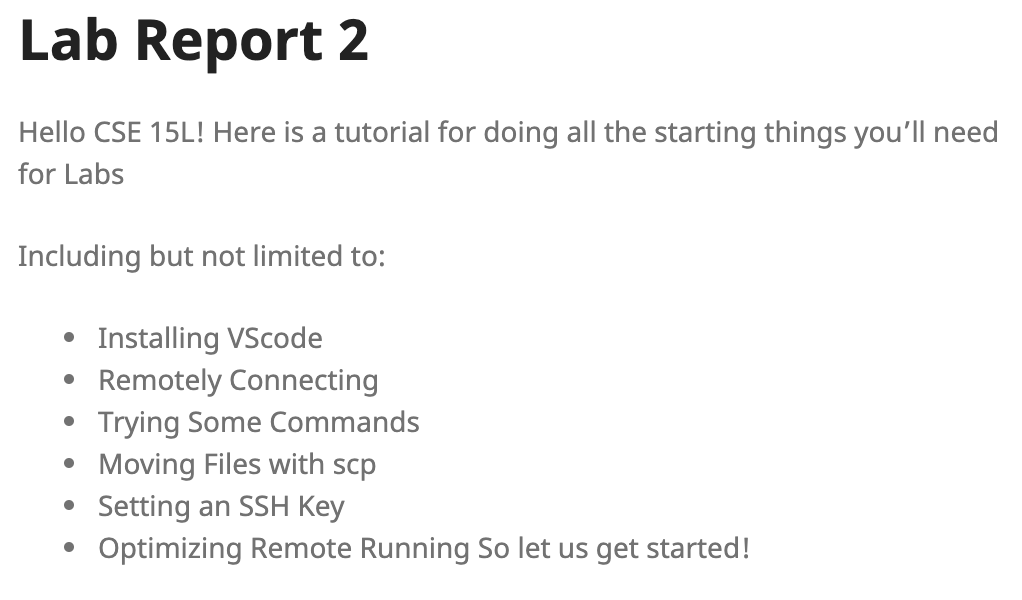 Lab Report 2
Hello CSE 15L! Here is a tutorial for doing all the starting things you’ll need
for Labs
Including but not limited to:
• Installing VScode
• Remotely Connecting
• Trying Some Commands
• Moving Files with scp
• Setting an SSH Key
• Optimizing Remote Running So let us get started!